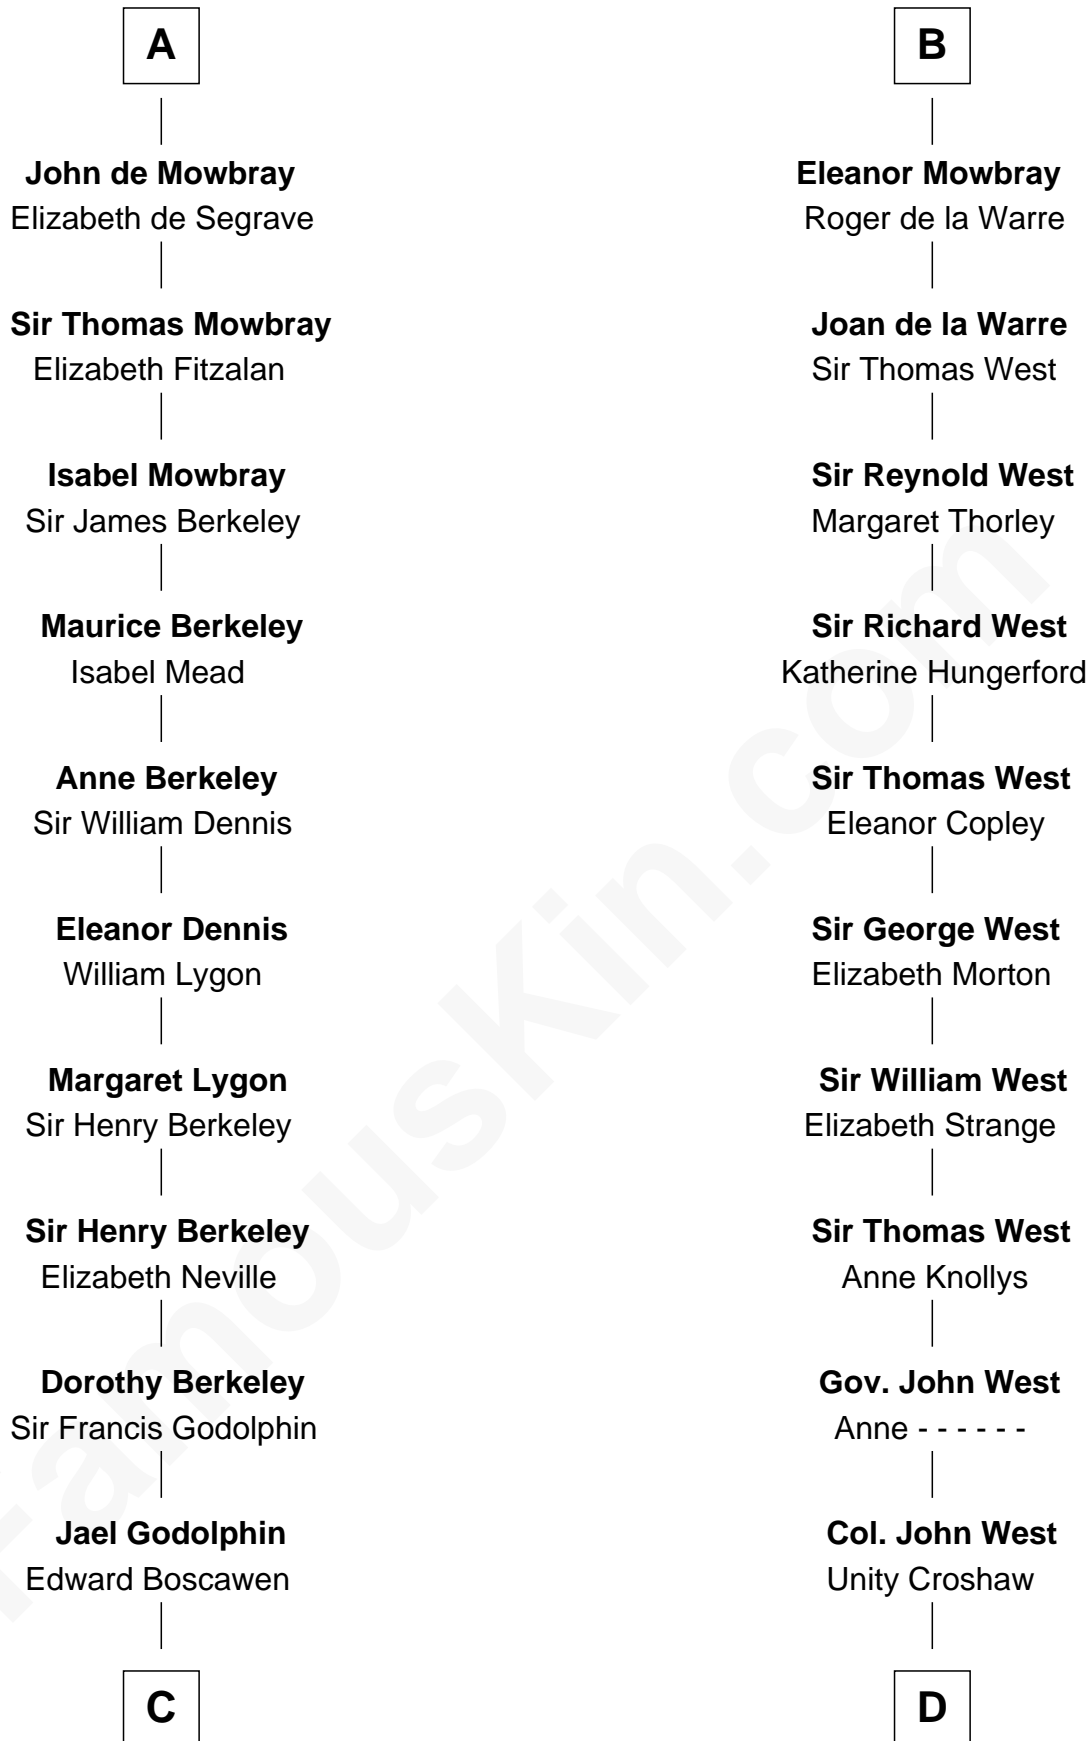 A
John de Mowbray
Elizabeth de Segrave
Sir Thomas Mowbray
Elizabeth Fitzalan
Isabel Mowbray
Sir James Berkeley
Maurice Berkeley
Isabel Mead
Anne Berkeley
Sir William Dennis
Eleanor Dennis
William Lygon
Margaret Lygon
Sir Henry Berkeley
Sir Henry Berkeley
Elizabeth Neville
Dorothy Berkeley
Sir Francis Godolphin
Jael Godolphin
Edward Boscawen
C
B
Eleanor Mowbray
Roger de la Warre
Joan de la Warre
Sir Thomas West
Sir Reynold West
Margaret Thorley
Sir Richard West
Katherine Hungerford
Sir Thomas West
Eleanor Copley
Sir George West
Elizabeth Morton
Sir William West
Elizabeth Strange
Sir Thomas West
Anne Knollys
Gov. John West
Anne - - - - - -
Col. John West
Unity Croshaw
D
FamousKin.com